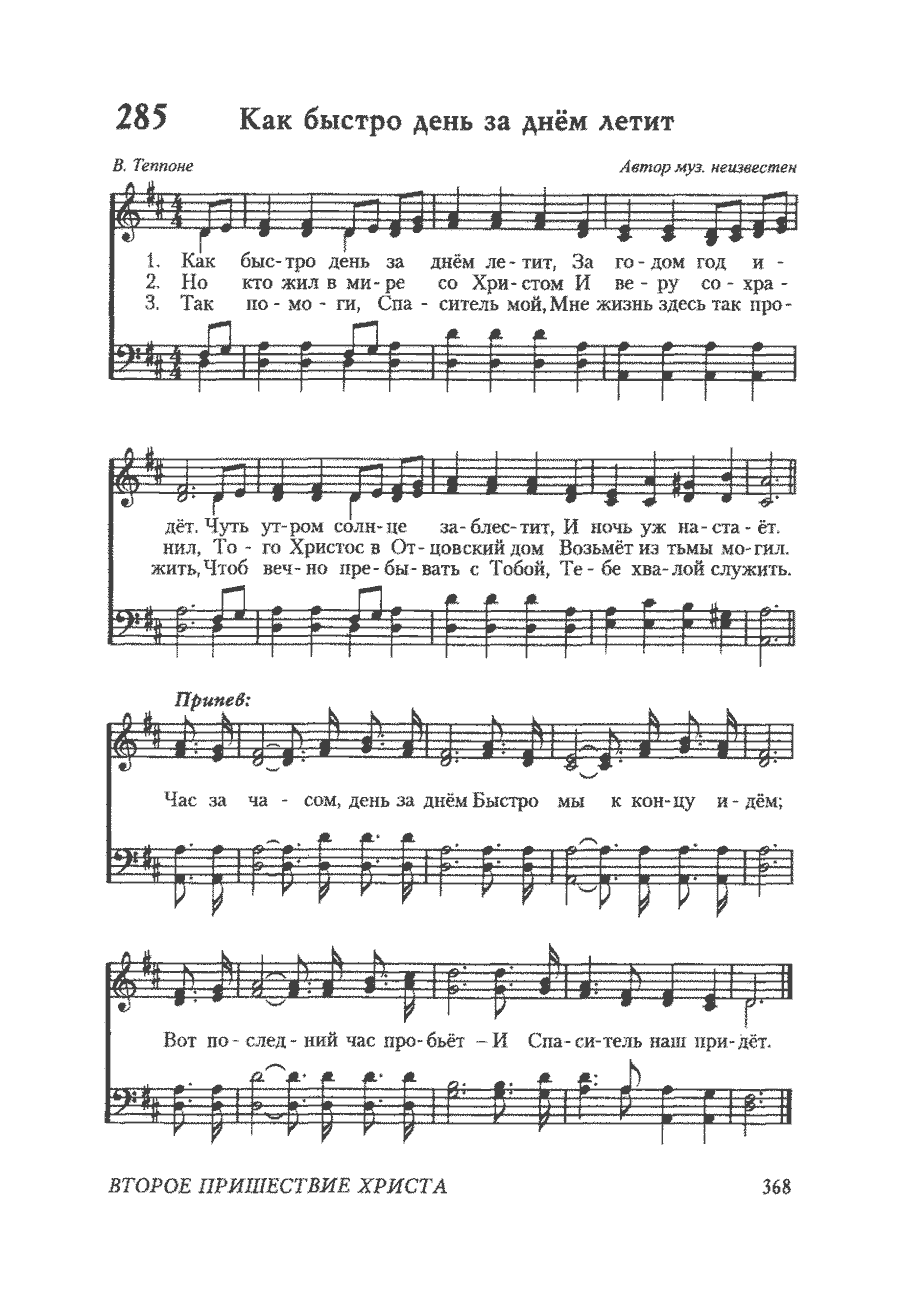 285 Как быстро день за днём летит
В. Теппоне Автор муз. неизвестен
1. Как быс-тро день за днём ле-тит, За го-дом год и -
2. Но кто жил в ми-ре со Хри-стом И ве-ру со-хра-
3. Так по-мо-ги, Спа-ситель мой, Мне жизнь здесь так про-
дёт. Чуть ут-ром солн-це за-блес-тит, И ночь уж на-ста-ёт.
нил, То-го Христос в От-цовский дом Возьмёт из тьмы мо-гил.
жить, Чтоб веч-но пре-бы-вать с Тобой, Те-бе хва-лой служить.
Припев:
Час за ча-сом, день за днём Быстро мы к кон-цу и-дём;
Вот по-след-ний час про-бьёт – И Спа-си-тель наш при-дёт.
ВТОРОЕ ПРИШЕСТВИЕ ХРИСТА 368